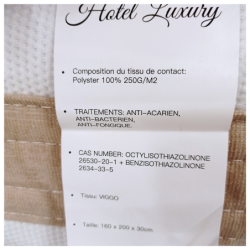 Hotel Luxury
• Composition du tissu de contact:
Polyster 100% 250G/M2
• TRAITEMENTS: ANTI-ACARIEN,
ANTI-BACTERIEN,
ANTI-FONGIQUE.
• CAS NUMBER: OCTYLISOTHIAZOLINONE
26530-20-1 + BENZISOTHIAZOLINONE
2634-33-5
• Tissu: VIGGO
• Taille: 160 x 200 x 30cm